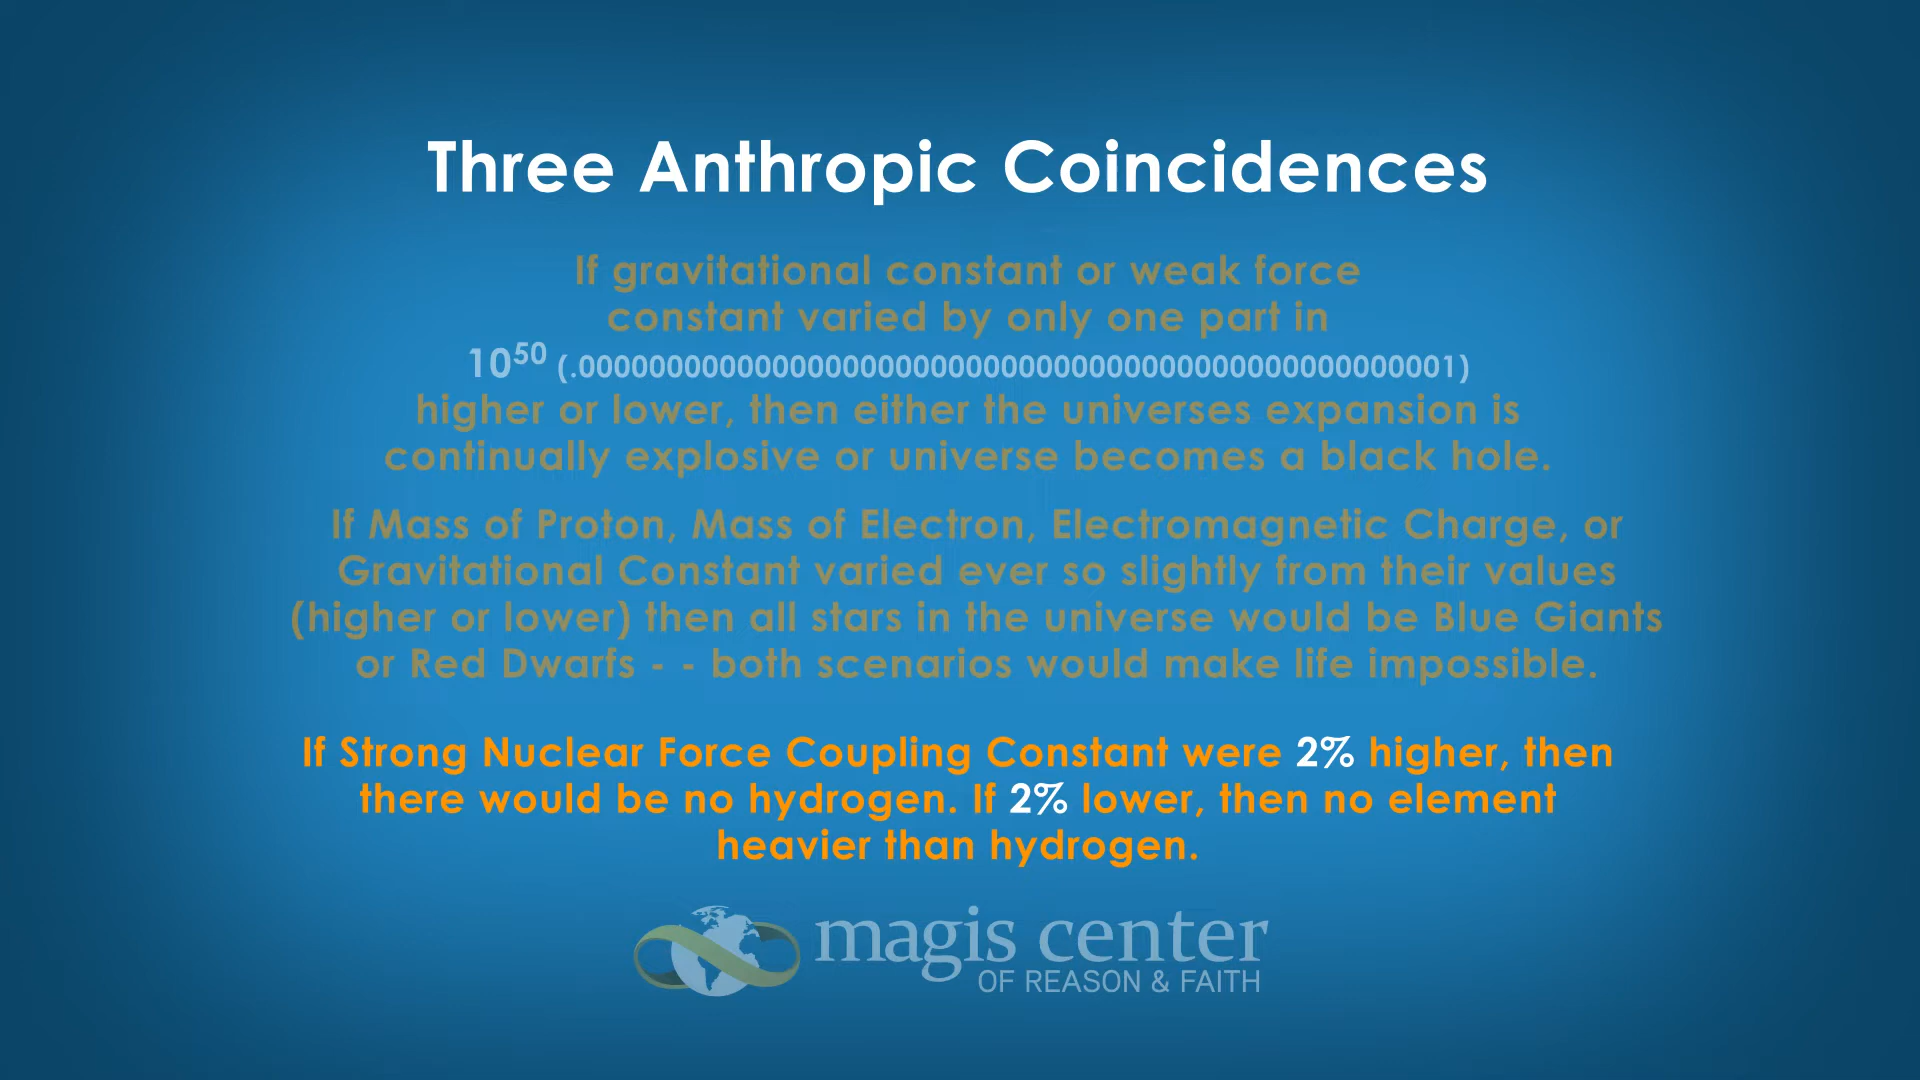 Three Anthropic Coincidences
If gravitational constant or weak force
constant varied by only one part in
10⁵⁰ (.00000000000000000000000000000000000000000000000001)
higher or lower, then either the universes expansion is
continually explosive or universe becomes a black hole.
If Mass of Proton, Mass of Electron, Electromagnetic Charge, or
Gravitational Constant varied ever so slightly from their values
(higher or lower) then all stars in the universe would be Blue Giants
or Red Dwarfs - - both scenarios would make life impossible.
If Strong Nuclear Force Coupling Constant were 2% higher, then
there would be no hydrogen. If 2% lower, then no element
heavier than hydrogen.
magis center
OF REASON & FAITH